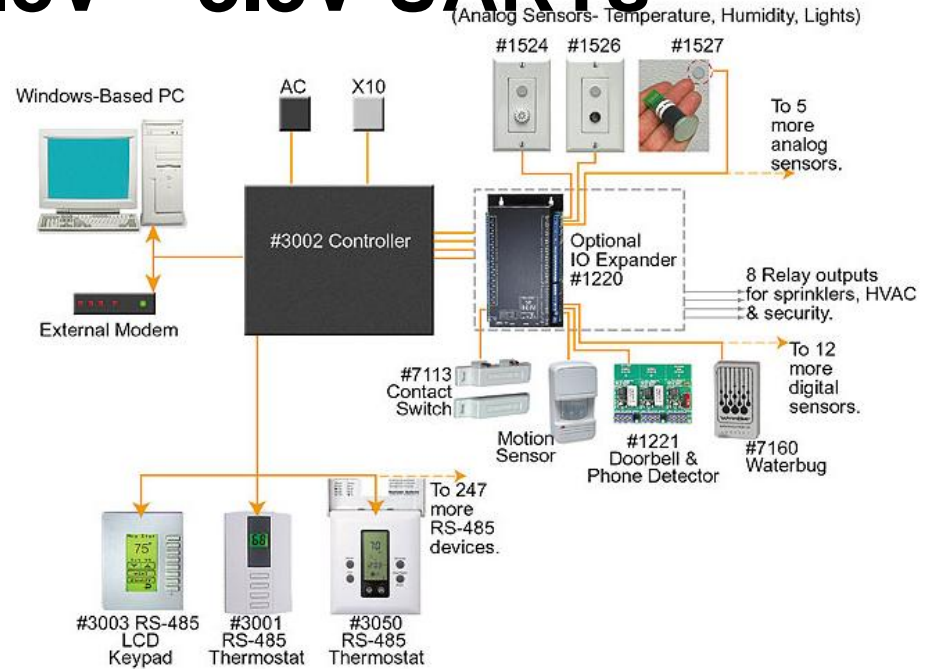 (Analog Sensors- Temperature, Humidity, Lights)
#1524
#1526
#1527
Windows-Based PC
AC
X10
To 5
more
analog
sensors.
#3002 Controller
Optional
IO Expander
#1220
8 Relay outputs
for sprinklers, HVAC
& security.
External Modem
To 12
more
digital
sensors.
#7113
Contact
Switch
Motion
Sensor
#1221
Doorbell &
Phone Detector
#7160
Waterbug
To 247
more
RS-485
devices.
75°
68
70
#3003 RS-485
LCD
Keypad
#3001
RS-485
Thermostat
#3050
RS-485
Thermostat